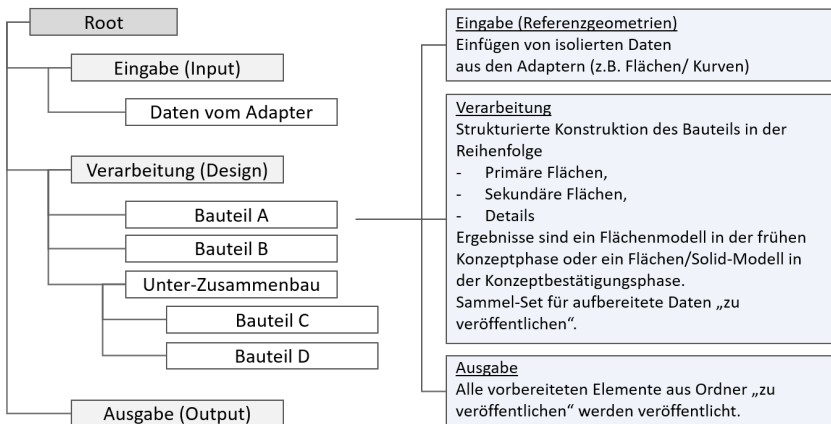 Root
Eingabe (Input)
Daten vom Adapter
Verarbeitung (Design)
Bauteil A
Bauteil B
Unter-Zusammenbau
Bauteil C
Bauteil D
Ausgabe (Output)
Eingabe (Referenzgeometrien)
Einfügen von isolierten Daten
aus den Adaptern (z.B. Flächen/ Kurven)
Verarbeitung
Strukturierte Konstruktion des Bauteils in der
Reihenfolge
- Primäre Flächen,
- Sekundäre Flächen,
- Details
Ergebnisse sind ein Flächenmodell in der frühen
Konzeptphase oder ein Flächen/Solid-Modell in
der Konzeptbestätigungsphase.
Sammel-Set für aufbereitete Daten „zu
veröffentlichen“.
Ausgabe
Alle vorbereiteten Elemente aus Ordner „zu
veröffentlichen“ werden veröffentlicht.